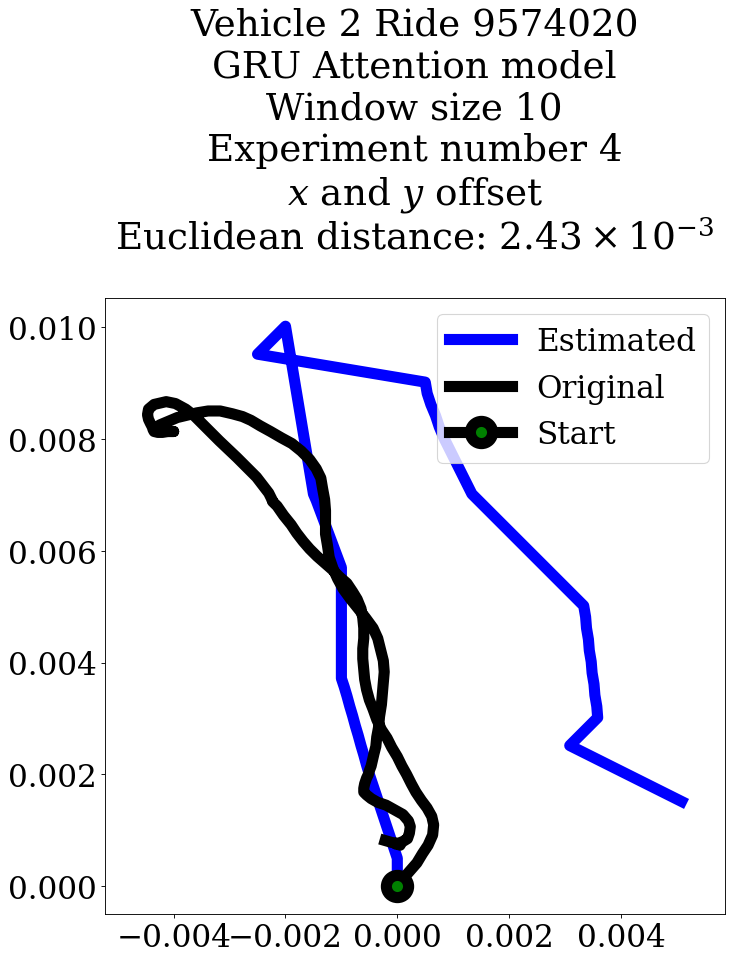 Vehicle 2 Ride 9574020
GRU Attention model
Window size 10
Experiment number 4
x and y offset
Euclidean distance: 2.43 × 10⁻³
Estimated
Original
Start
0.010
0.008
0.006
0.004
0.002
0.000
−0.004 −0.002 0.000 0.002 0.004